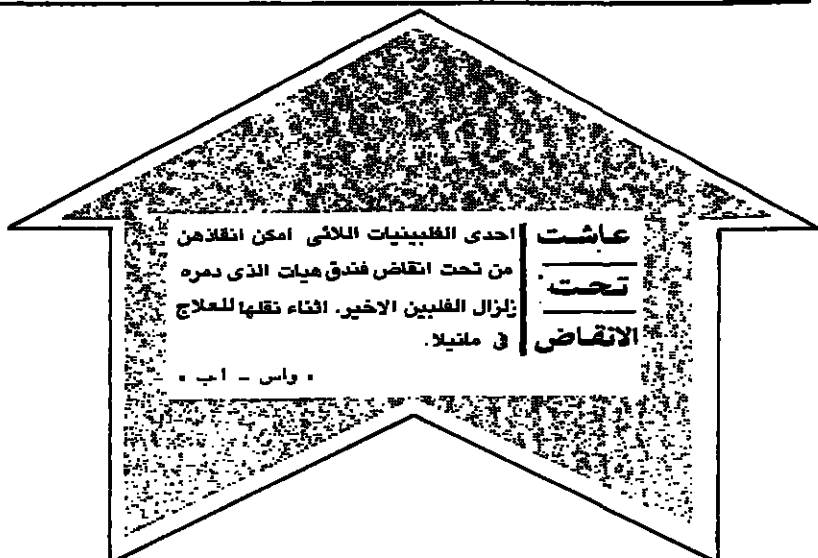 عاشت
تحت
الانقاض
احدى الفلبينيات اللائى امكن انقاذهن
من تحت انقاض فندق هيات الذى دمره
زلزال الفلبين الاخير. اثناء نقلها للعلاج
فى مانيلا.
« واس - أ ب »